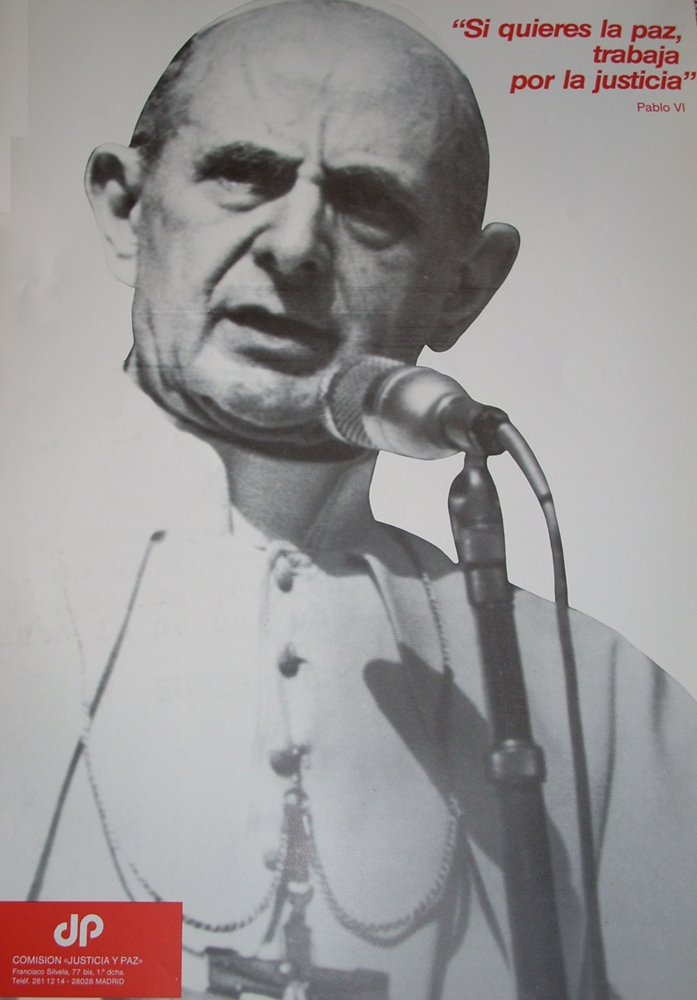 “Si quieres la paz,
trabaja
por la justicia”
Pablo VI
dP
COMISION «JUSTICIA Y PAZ»
Francisco Silvela, 77 bis, 1.º dcha.
Teléf. 261 12 14 - 28028 MADRID